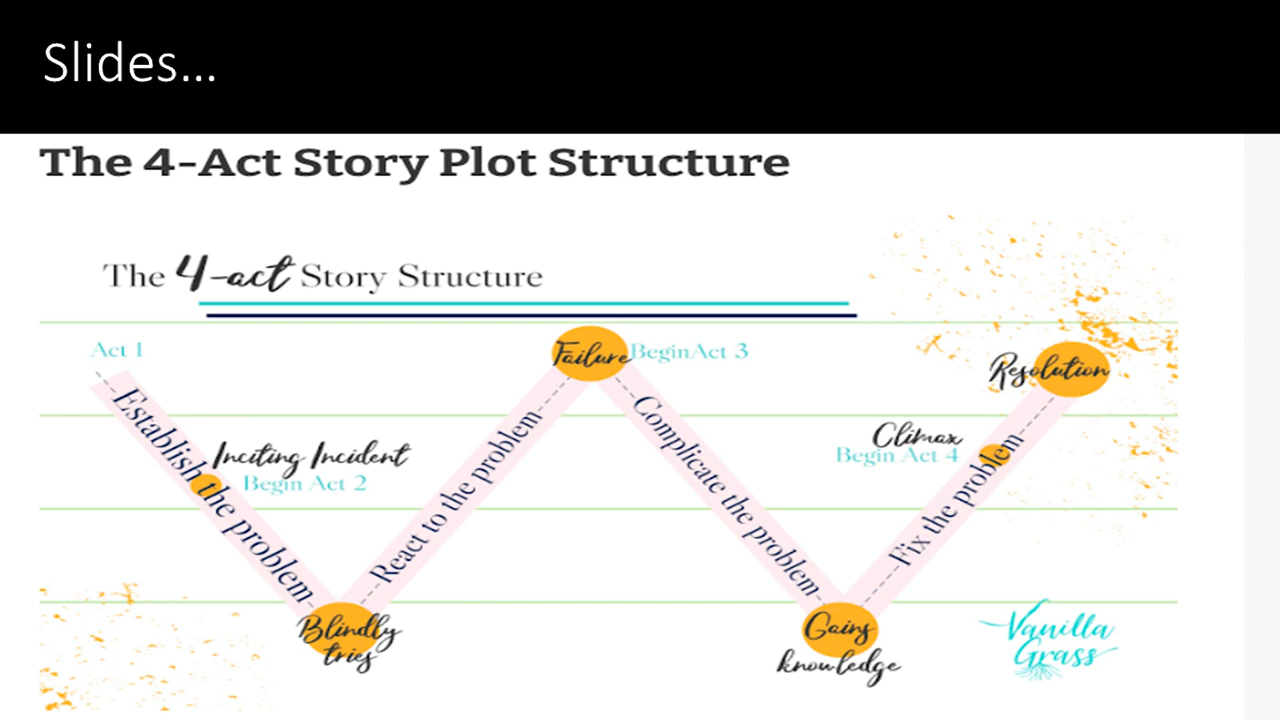 Slides...
The 4-Act Story Plot Structure
The 4-act Story Structure
Act 1
Establish the problem
Inciting Incident
Begin Act 2
Blindly
tries
React to the problem
Failure
BeginAct 3
Complicate the problem
Gains
knowledge
Climax
Begin Act 4
Fix the problem
Resolution
Vanilla
Grass